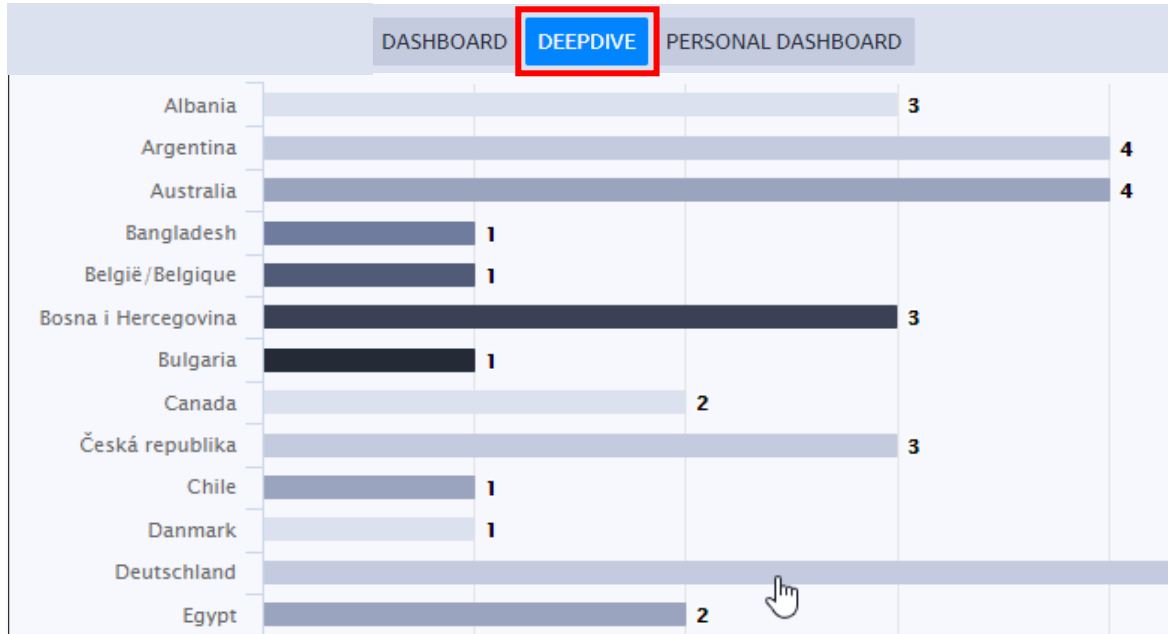 DASHBOARD DEEPDIVE PERSONAL DASHBOARD
Albania 3
Argentina 4
Australia 4
Bangladesh 1
België/Belgique 1
Bosna i Hercegovina 3
Bulgaria 1
Canada 2
Česká republika 3
Chile 1
Danmark 1
Deutschland
Egypt 2